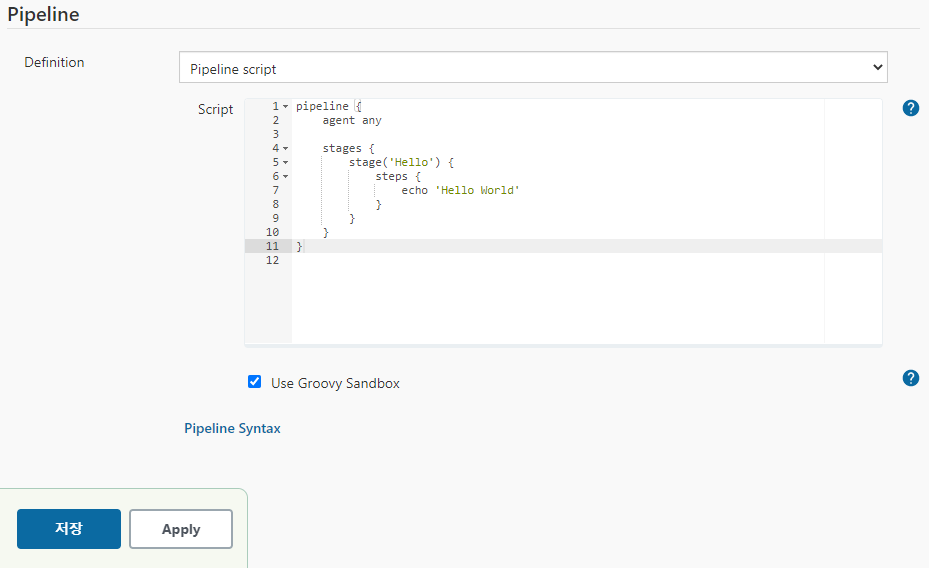 Pipeline
Definition
Pipeline script
Script
1 pipeline {
2     agent any
3
4     stages {
5         stage('Hello') {
6             steps {
7                 echo 'Hello World'
8             }
9         }
10     }
11 }
12
?
Use Groovy Sandbox
?
Pipeline Syntax
저장
Apply